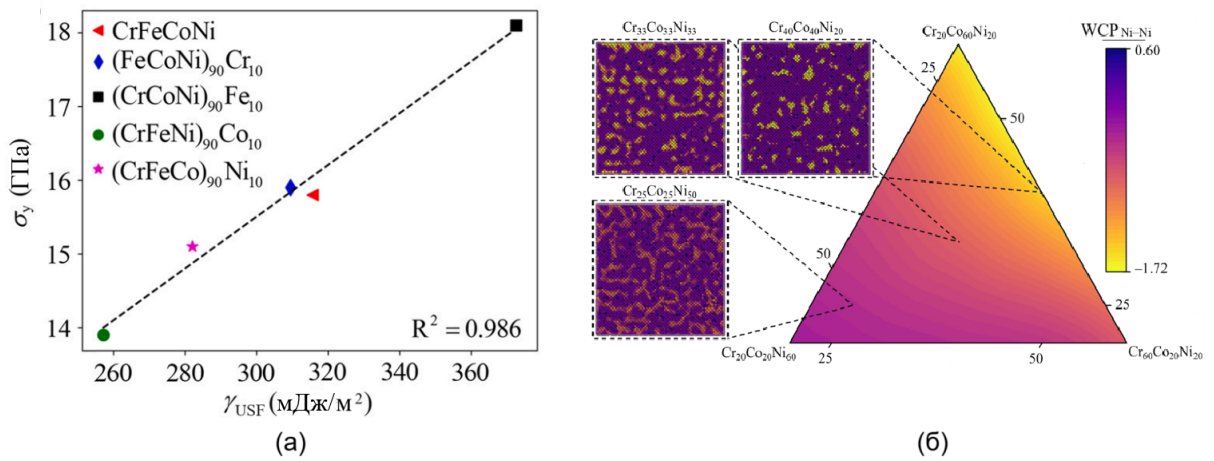 18
17
16
15
14
σy (ГПа)
CrFeCoNi
(FeCoNi)90Cr10
(CrCoNi)90Fe10
(CrFeNi)90Co10
(CrFeCo)90Ni10
R² = 0.986
260 280 300 320 340 360
γUSF (мДж/м²)
(а)
Cr33Co33Ni33
Cr40Co40Ni20
Cr25Co25Ni50
Cr20Co60Ni20
25
50
50
25
Cr20Co20Ni60
25
50
Cr60Co20Ni20
WCP Ni–Ni
0.60
–1.72
(б)